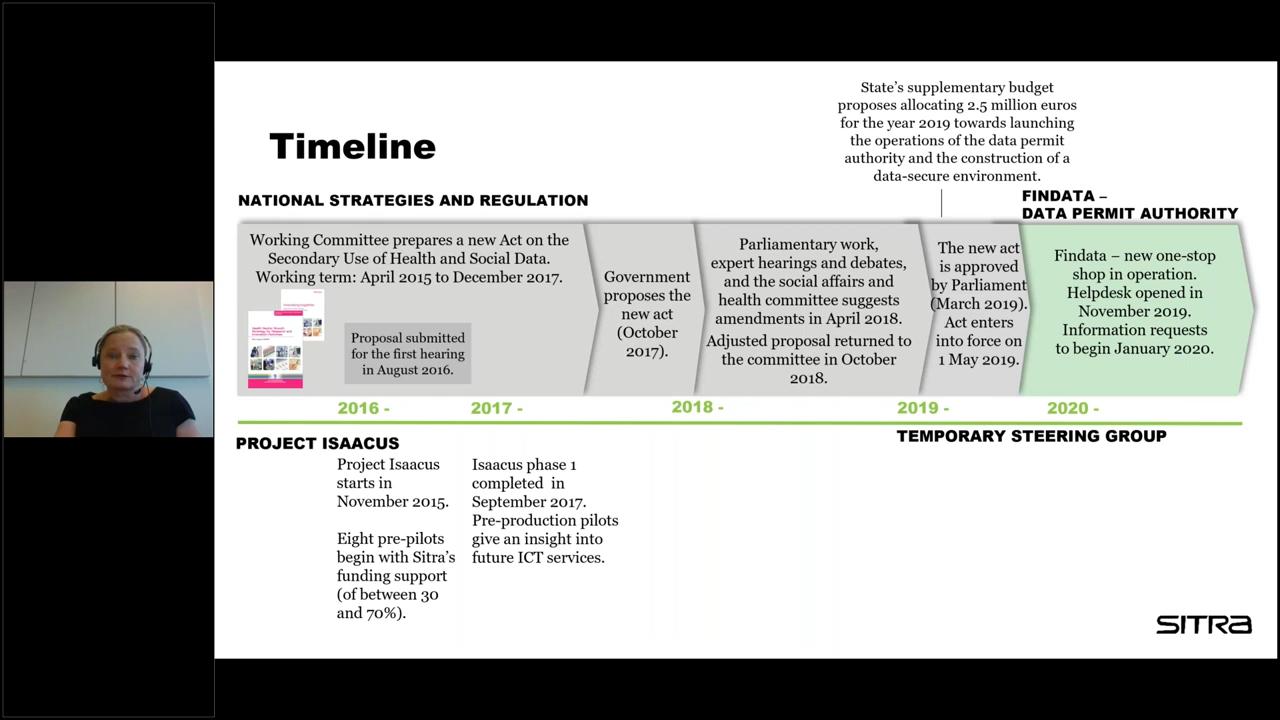 State's supplementary budget
proposes allocating 2.5 million euros
for the year 2019 towards launching
the operations of the data permit
authority and the construction of a
data-secure environment.
Timeline
NATIONAL STRATEGIES AND REGULATION
FINDATA –
DATA PERMIT AUTHORITY
Working Committee prepares a new Act on the
Secondary Use of Health and Social Data.
Working term: April 2015 to December 2017.
Proposal submitted
for the first hearing
in August 2016.
Government
proposes the
new act
(October
2017).
Parliamentary work,
expert hearings and debates,
and the social affairs and
health committee suggests
amendments in April 2018.
Adjusted proposal returned to
the committee in October
2018.
The new act
is approved
by Parliament
(March 2019).
Act enters
into force on
1 May 2019.
Findata – new one-stop
shop in operation.
Helpdesk opened in
November 2019.
Information requests
to begin January 2020.
2016 -
2017 -
2018 -
2019 -
2020 -
PROJECT ISAACUS
TEMPORARY STEERING GROUP
Project Isaacus
starts in
November 2015.
Eight pre-pilots
begin with Sitra's
funding support
(of between 30
and 70%).
Isaacus phase 1
completed in
September 2017.
Pre-production pilots
give an insight into
future ICT services.
SITRA